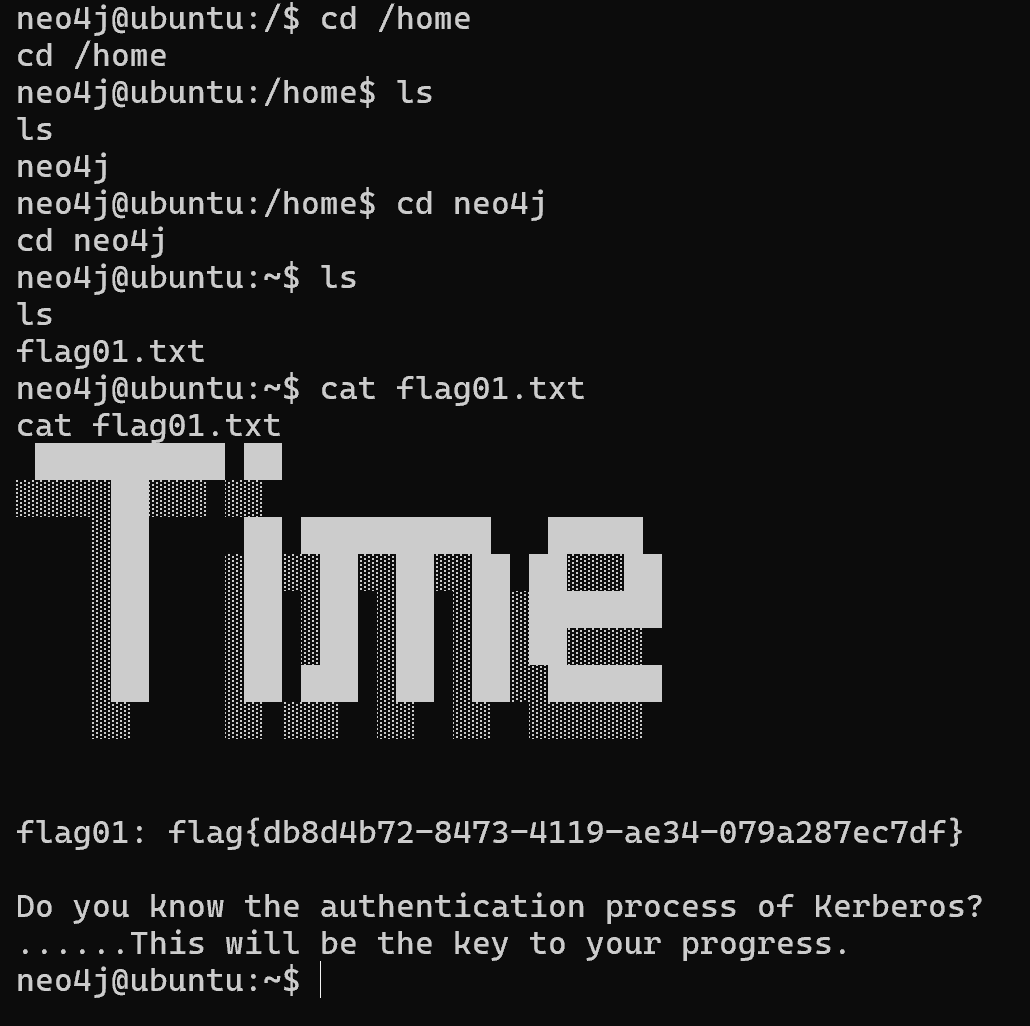 neo4j@ubuntu:/$ cd /home
cd /home
neo4j@ubuntu:/home$ ls
ls
neo4j
neo4j@ubuntu:/home$ cd neo4j
cd neo4j
neo4j@ubuntu:~$ ls
ls
flag01.txt
neo4j@ubuntu:~$ cat flag01.txt
cat flag01.txt
Time
flag01: flag{db8d4b72-8473-4119-ae34-079a287ec7df}
Do you know the authentication process of Kerberos?
......This will be the key to your progress.
neo4j@ubuntu:~$